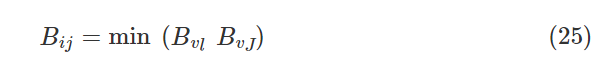 B_{ij} = min (B_{vl} B_{vJ}) (25)